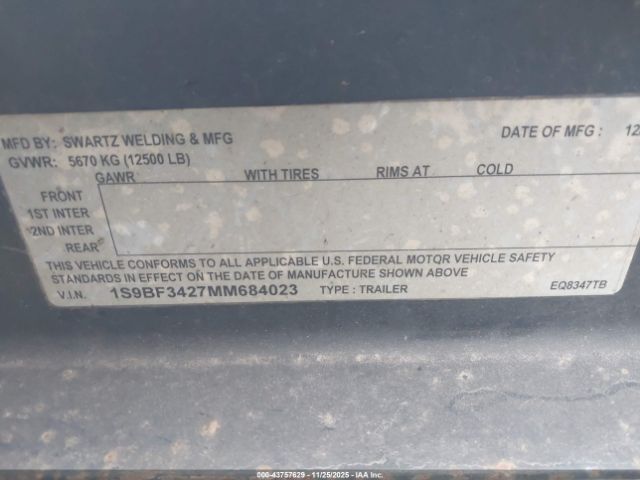 MFD BY: SWARTZ WELDING & MFG DATE OF MFG : 12
GVWR: 5670 KG (12500 LB)
GAWR WITH TIRES RIMS AT COLD
FRONT
1ST INTER
2ND INTER
REAR
THIS VEHICLE CONFORMS TO ALL APPLICABLE U.S. FEDERAL MOTOR VEHICLE SAFETY
STANDARDS IN EFFECT ON THE DATE OF MANUFACTURE SHOWN ABOVE
V.I.N. 1S9BF3427MM684023 TYPE : TRAILER EQ8347TB
000-43757629 - 11/25/2025 - IAAI.COM